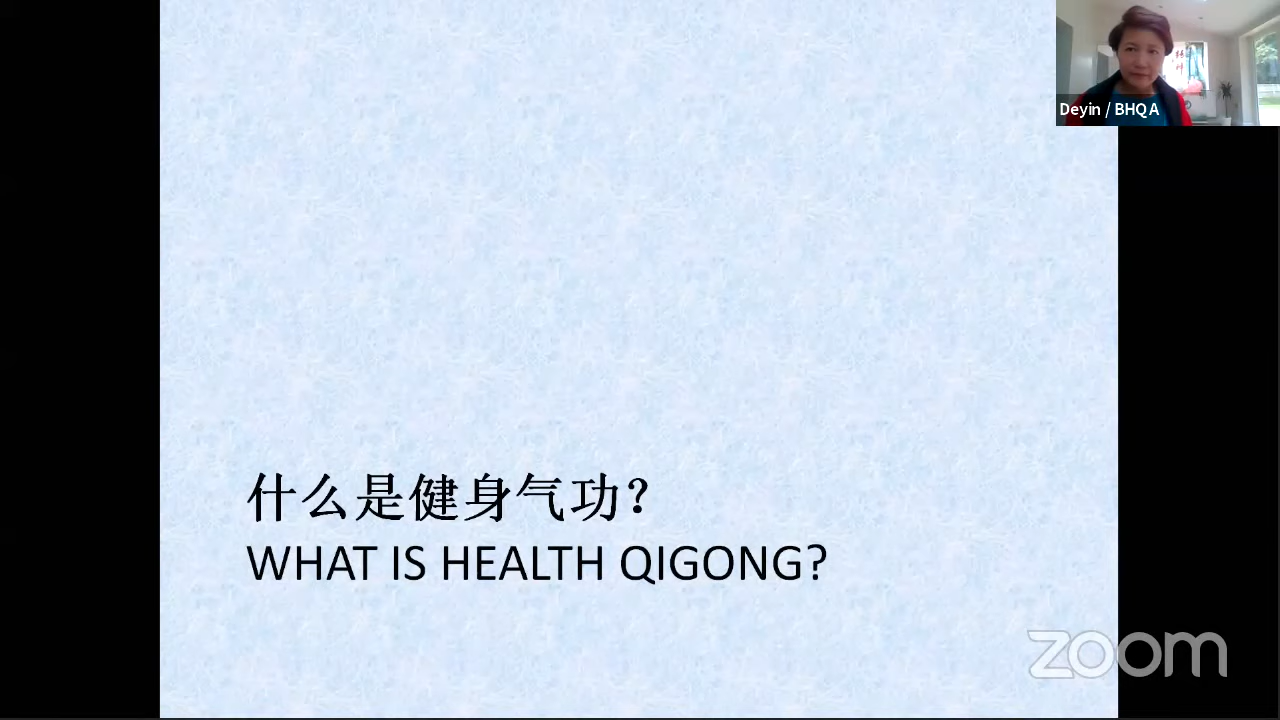 Deyin / BHQA
什么是健身气功？
WHAT IS HEALTH QIGONG?
zoom